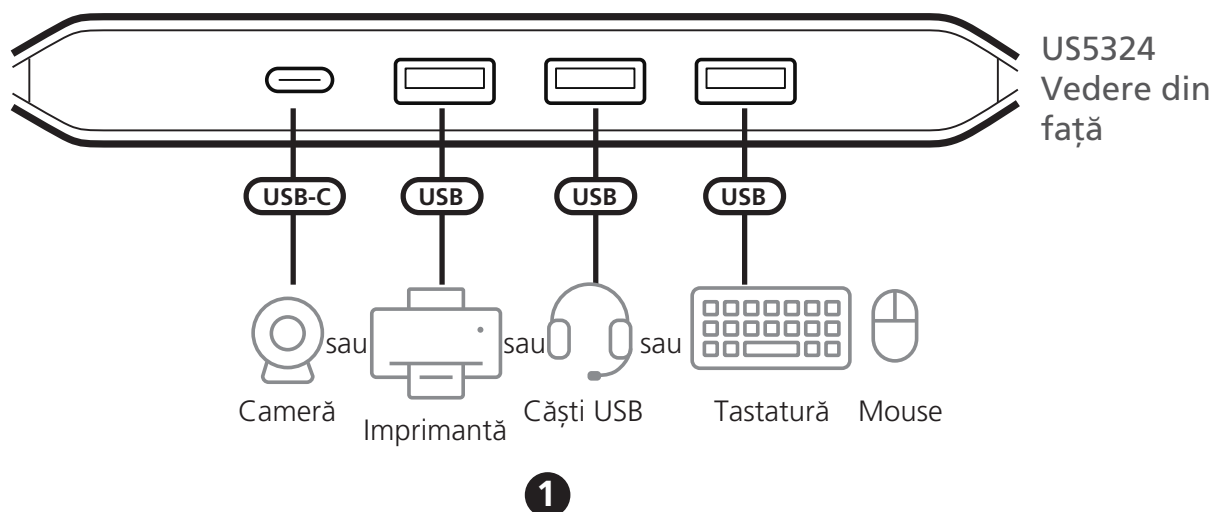 US5324
Vedere din
față
USB-C
USB
USB
USB
sau
sau
sau
Cameră
Imprimantă
Căști USB
Tastatură
Mouse
1